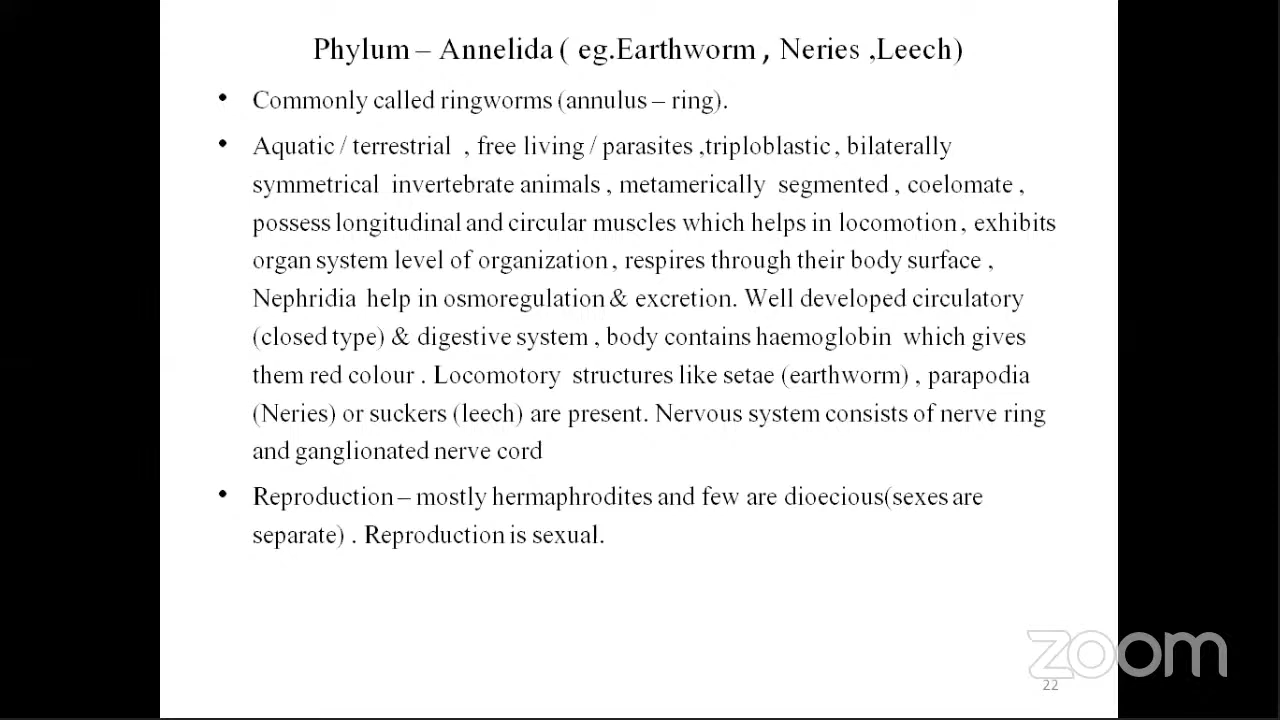 Phylum – Annelida ( eg.Earthworm , Neries ,Leech)
• Commonly called ringworms (annulus – ring).
• Aquatic / terrestrial , free living / parasites ,triploblastic , bilaterally
symmetrical invertebrate animals , metamerically segmented , coelomate ,
possess longitudinal and circular muscles which helps in locomotion , exhibits
organ system level of organization , respires through their body surface ,
Nephridia help in osmoregulation & excretion. Well developed circulatory
(closed type) & digestive system , body contains haemoglobin which gives
them red colour . Locomotory structures like setae (earthworm) , parapodia
(Neries) or suckers (leech) are present. Nervous system consists of nerve ring
and ganglionated nerve cord
• Reproduction – mostly hermaphrodites and few are dioecious(sexes are
separate) . Reproduction is sexual.
zoom
22